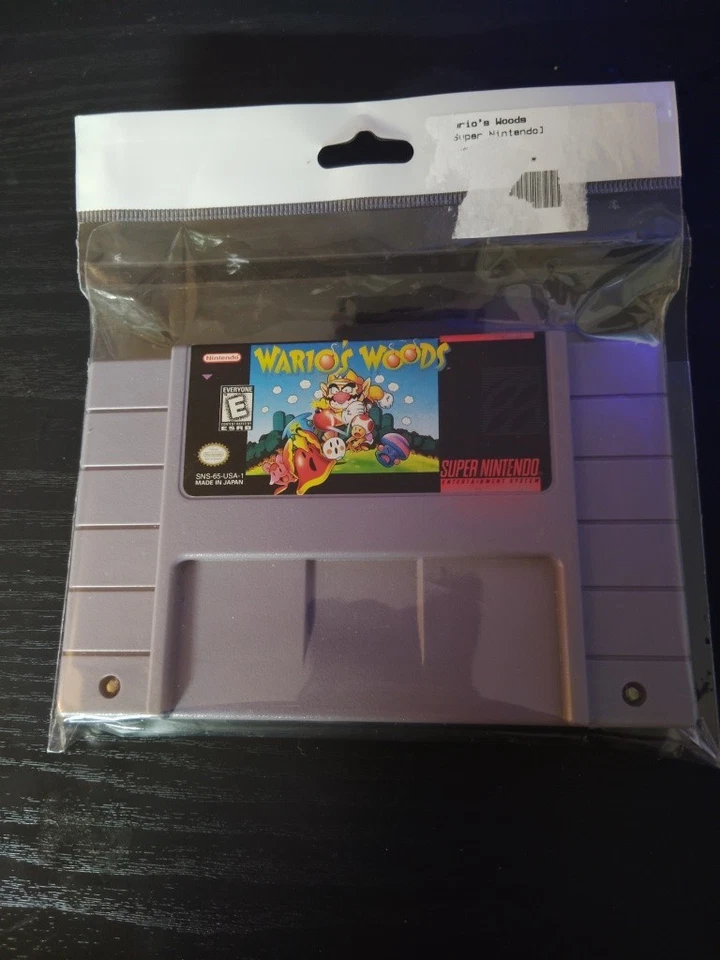 rio's Woods
Super Nintendo]
*
Nintendo
WARIO'S WOODS
EVERYONE
E
ESRB
SNS-65-USA-1
MADE IN JAPAN
SUPER NINTENDO
ENTERTAINMENT SYSTEM